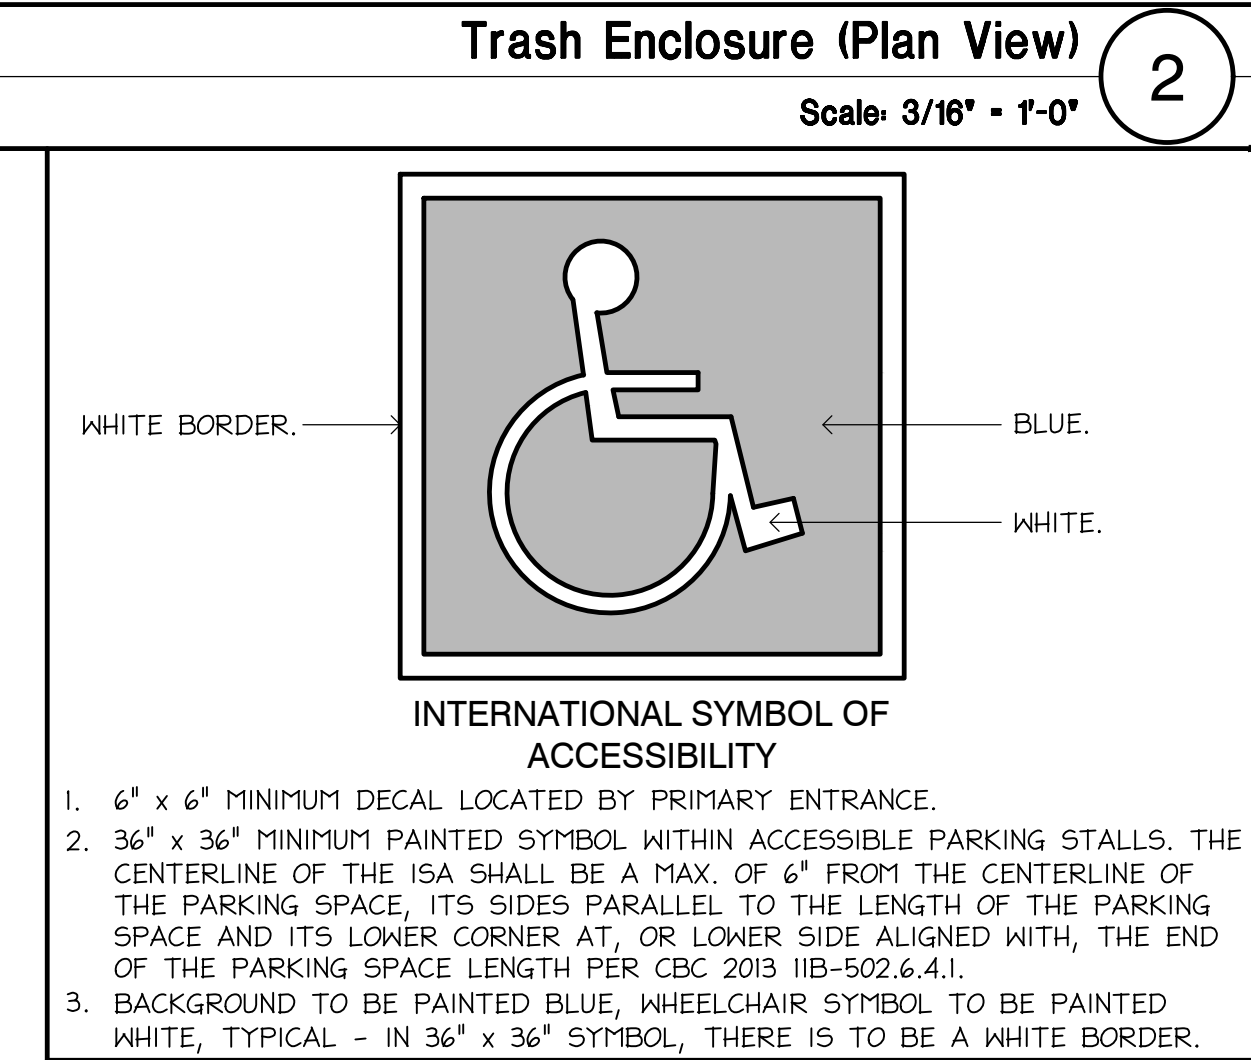 Trash Enclosure (Plan View)
2
Scale: 3/16" = 1'-0"
WHITE BORDER.
BLUE.
WHITE.
INTERNATIONAL SYMBOL OF
ACCESSIBILITY
1. 6" x 6" MINIMUM DECAL LOCATED BY PRIMARY ENTRANCE.
2. 36" x 36" MINIMUM PAINTED SYMBOL WITHIN ACCESSIBLE PARKING STALLS. THE
CENTERLINE OF THE ISA SHALL BE A MAX. OF 6" FROM THE CENTERLINE OF
THE PARKING SPACE, ITS SIDES PARALLEL TO THE LENGTH OF THE PARKING
SPACE AND ITS LOWER CORNER AT, OR LOWER SIDE ALIGNED WITH, THE END
OF THE PARKING SPACE LENGTH PER CBC 2013 11B-502.6.4.1.
3. BACKGROUND TO BE PAINTED BLUE, WHEELCHAIR SYMBOL TO BE PAINTED
WHITE, TYPICAL - IN 36" x 36" SYMBOL, THERE IS TO BE A WHITE BORDER.